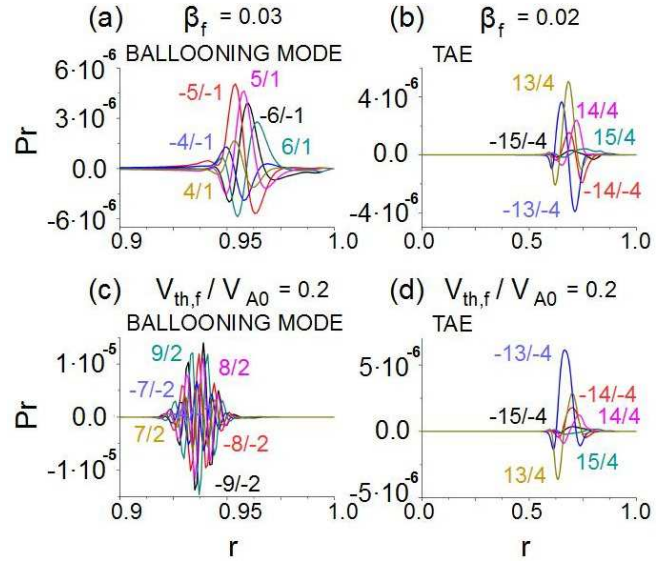 (a) β_f = 0.03
BALLOONING MODE
6·10⁻⁶
3·10⁻⁶
0.0
-6·10⁻⁶
Pr
-5/-1
5/1
-6/-1
-4/-1
6/1
4/1
0.9 0.95 1.0
(b) β_f = 0.02
TAE
4·10⁻⁶
0.0
-4·10⁻⁶
13/4
14/4
-15/-4
15/4
-14/-4
-13/-4
0.0 0.5 1.0
(c) V_th,f / V_A0 = 0.2
BALLOONING MODE
1·10⁻⁵
0.0
-1·10⁻⁵
Pr
9/2
8/2
-7/-2
7/2
-8/-2
-9/-2
0.9 0.95 1.0
r
(d) V_th,f / V_A0 = 0.2
TAE
5·10⁻⁶
0.0
-5·10⁻⁶
-13/-4
-14/-4
-15/-4
14/4
15/4
13/4
0.0 0.5 1.0
r